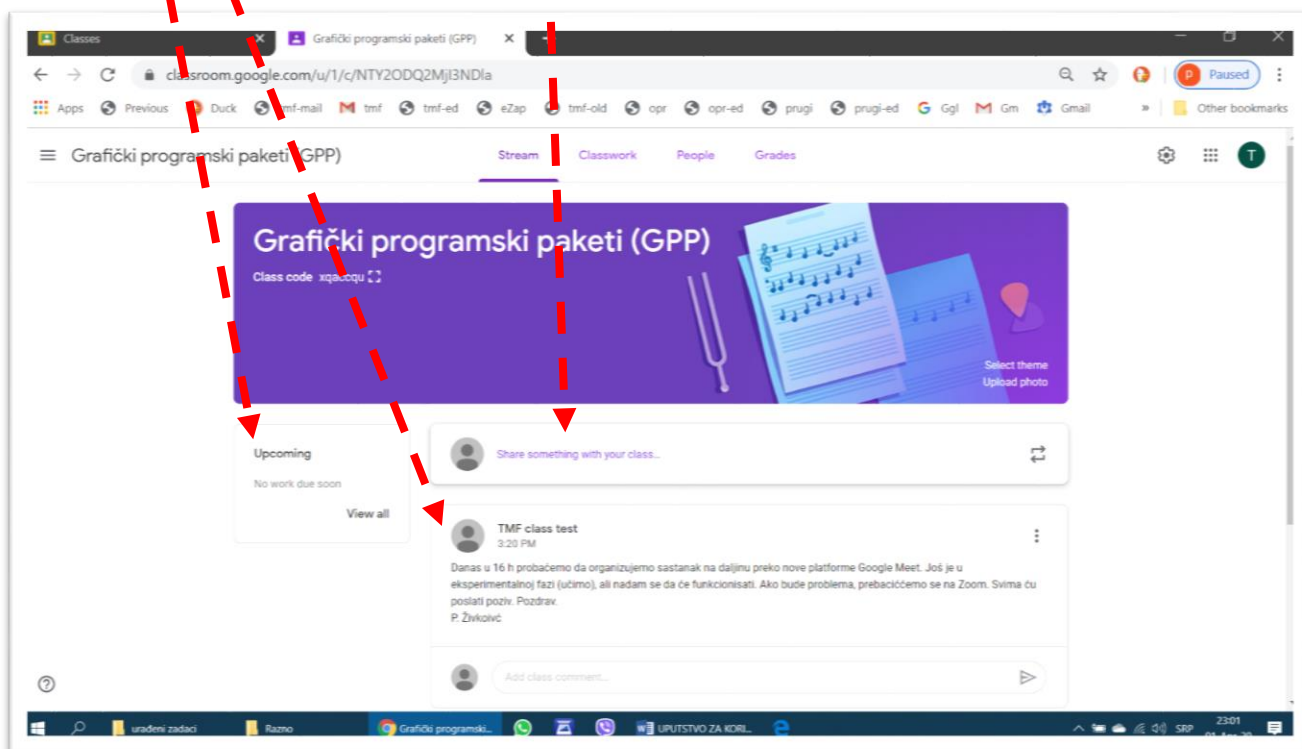 Classes
Grafički programski paketi (GPP)
classroom.google.com/u/1/c/NTY2ODQ2MjI3NDla
Paused
Apps Previous Duck tmf-mail tmf tmf-ed eZap tmf-old opr opr-ed prugi prugi-ed Ggl Gm Gmail » Other bookmarks
Grafički programski paketi (GPP) Stream Classwork People Grades
T
Grafički programski paketi (GPP)
Class code
Select theme
Upload photo
Upcoming
No work due soon
View all
Share something with your class...
TMF class test
3:20 PM
Danas u 16 h probaćemo da organizujemo sastanak na daljinu preko nove platforme Google Meet. Još je u
eksperimentalnoj fazi (učimo), ali nadam se da će funkcionisati. Ako bude problema, prebaciććemo se na Zoom. Svima ću
poslati poziv. Pozdrav.
P. Živkoivć
Add class comment...
urađeni zadaci Razno Grafički programski... UPUTSTVO ZA KORI... SRP 23:01